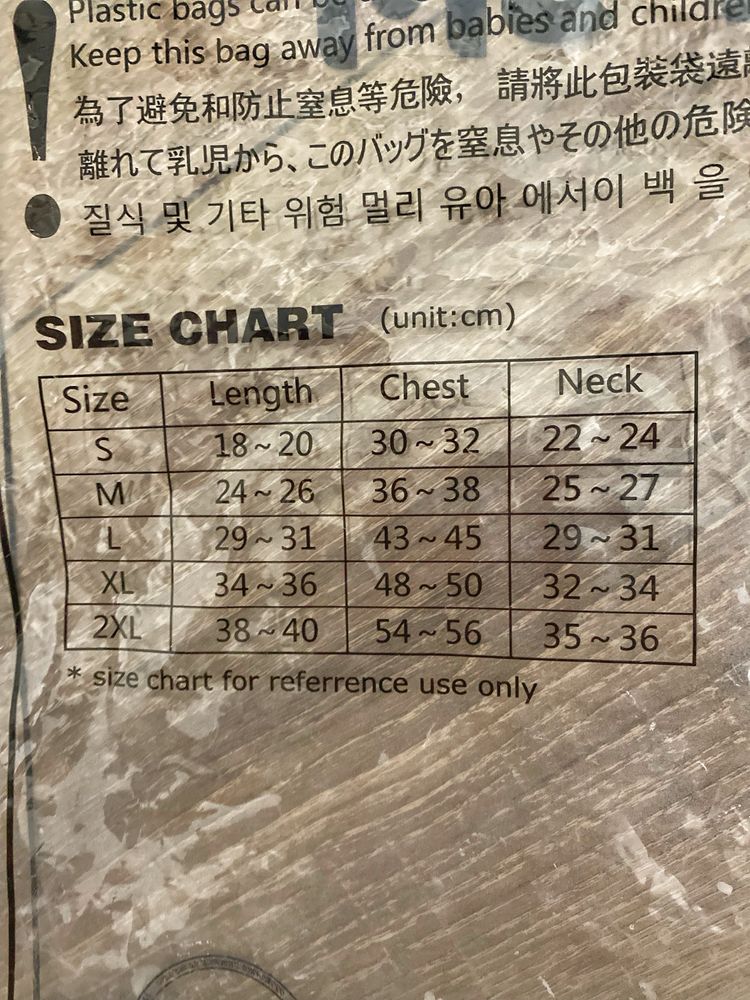 Plastic bags can be
Keep this bag away from babies and children
為了避免和防止窒息等危險， 請將此包裝袋遠
離れて乳児から、このバッグを窒息やその他の危険
질식 및 기타 위험 멀리 유아 에서이 백 을
SIZE CHART (unit:cm)
Size Length Chest Neck
S 18~20 30~32 22~24
M 24~26 36~38 25~27
L 29~31 43~45 29~31
XL 34~36 48~50 32~34
2XL 38~40 54~56 35~36
* size chart for referrence use only